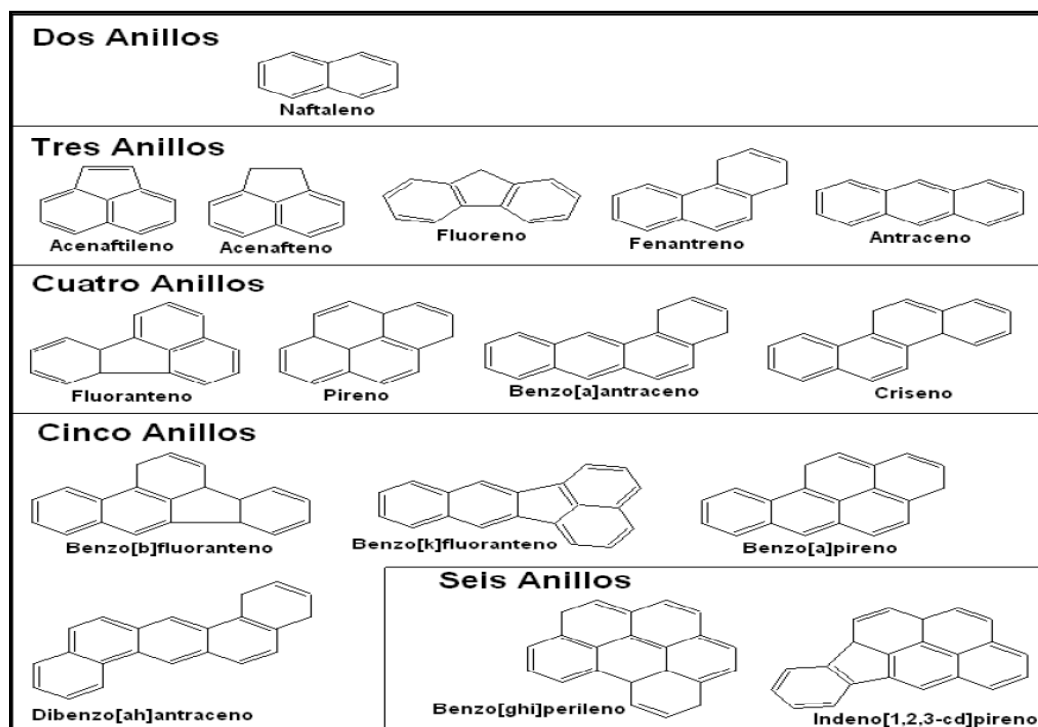 Dos Anillos
Naftaleno
Tres Anillos
Acenaftileno
Acenafteno
Fluoreno
Fenantreno
Antraceno
Cuatro Anillos
Fluoranteno
Pireno
Benzo[a]antraceno
Criseno
Cinco Anillos
Benzo[b]fluoranteno
Benzo[k]fluoranteno
Benzo[a]pireno
Dibenzo[ah]antraceno
Seis Anillos
Benzo[ghi]perileno
Indeno[1,2,3-cd]pireno